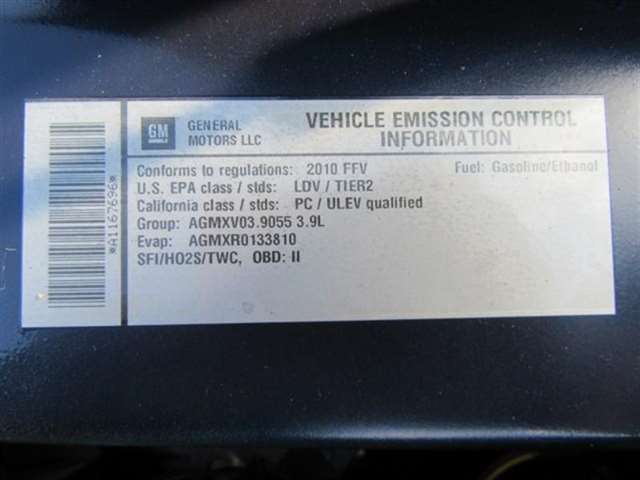 *A1167696*
GM
GENERAL
MOTORS LLC
VEHICLE EMISSION CONTROL
INFORMATION
Conforms to regulations: 2010 FFV Fuel: Gasoline/Ethanol
U.S. EPA class / stds: LDV / TIER2
California class / stds: PC / ULEV qualified
Group: AGMXV03.9055 3.9L
Evap: AGMXR0133810
SFI/HO2S/TWC, OBD: II